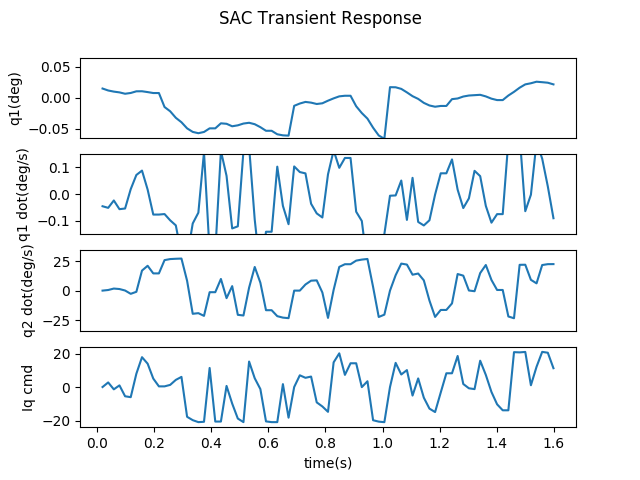 SAC Transient Response
q1(deg)
0.05
0.00
−0.05
q1 dot(deg/s)
0.1
0.0
−0.1
q2 dot(deg/s)
25
0
−25
Iq cmd
20
0
−20
0.0 0.2 0.4 0.6 0.8 1.0 1.2 1.4 1.6
time(s)